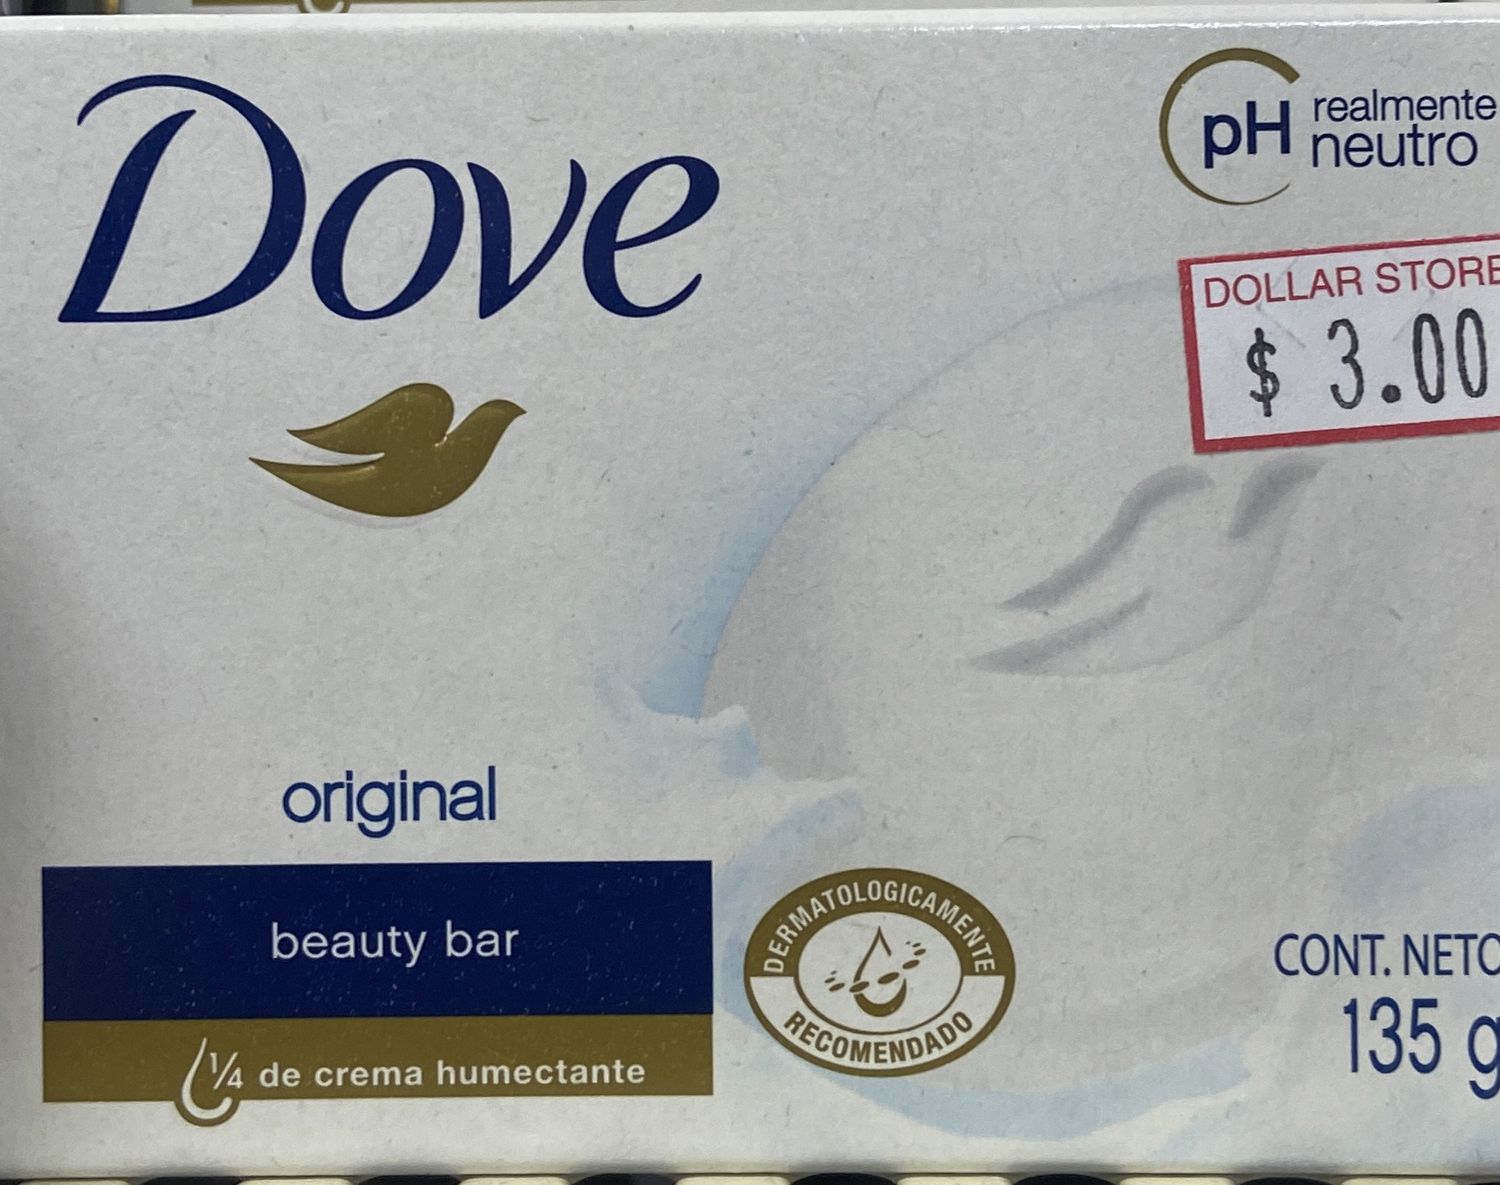 Dove
pH realmente
neutro
DOLLAR STORE
$ 3.00
original
beauty bar
¼ de crema humectante
DERMATOLOGICAMENTE
RECOMENDADO
CONT. NETO
135 g